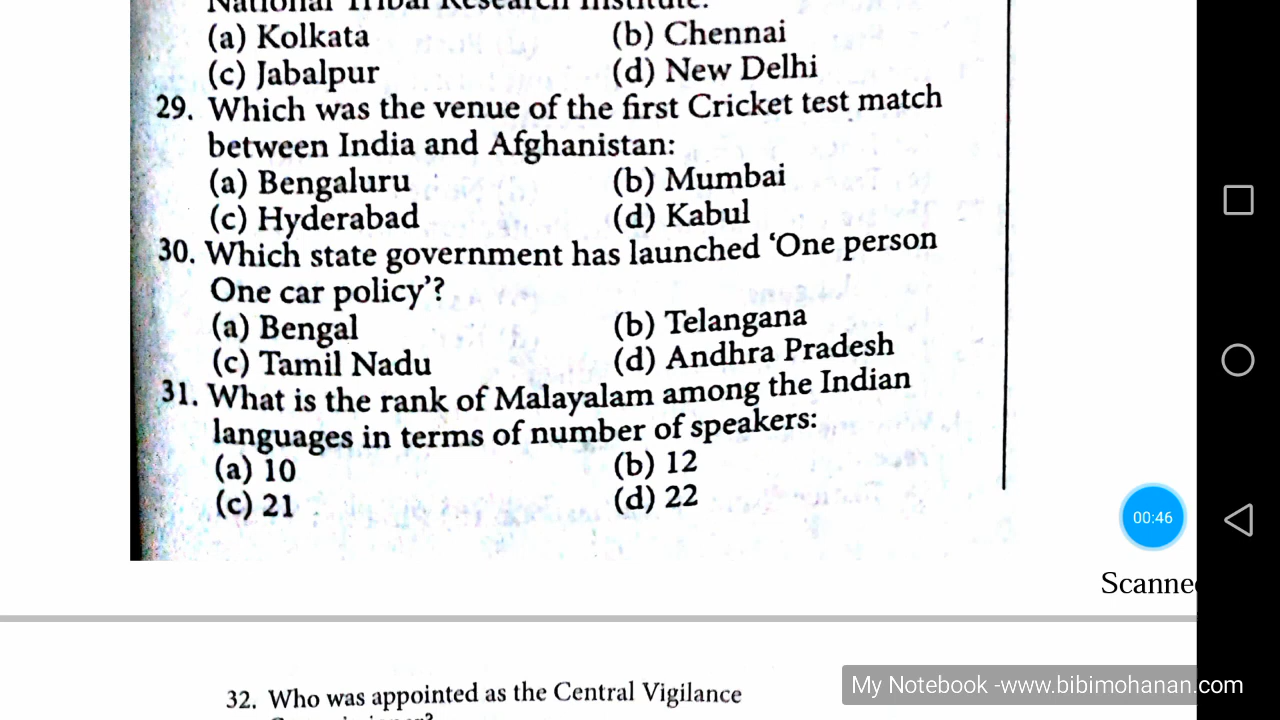 National Tribal Research Institute:
(a) Kolkata (b) Chennai
(c) Jabalpur (d) New Delhi
29. Which was the venue of the first Cricket test match
between India and Afghanistan:
(a) Bengaluru (b) Mumbai
(c) Hyderabad (d) Kabul
30. Which state government has launched ‘One person
One car policy’?
(a) Bengal (b) Telangana
(c) Tamil Nadu (d) Andhra Pradesh
31. What is the rank of Malayalam among the Indian
languages in terms of number of speakers:
(a) 10 (b) 12
(c) 21 (d) 22
00:46
32. Who was appointed as the Central Vigilance
My Notebook -www.bibimohanan.com